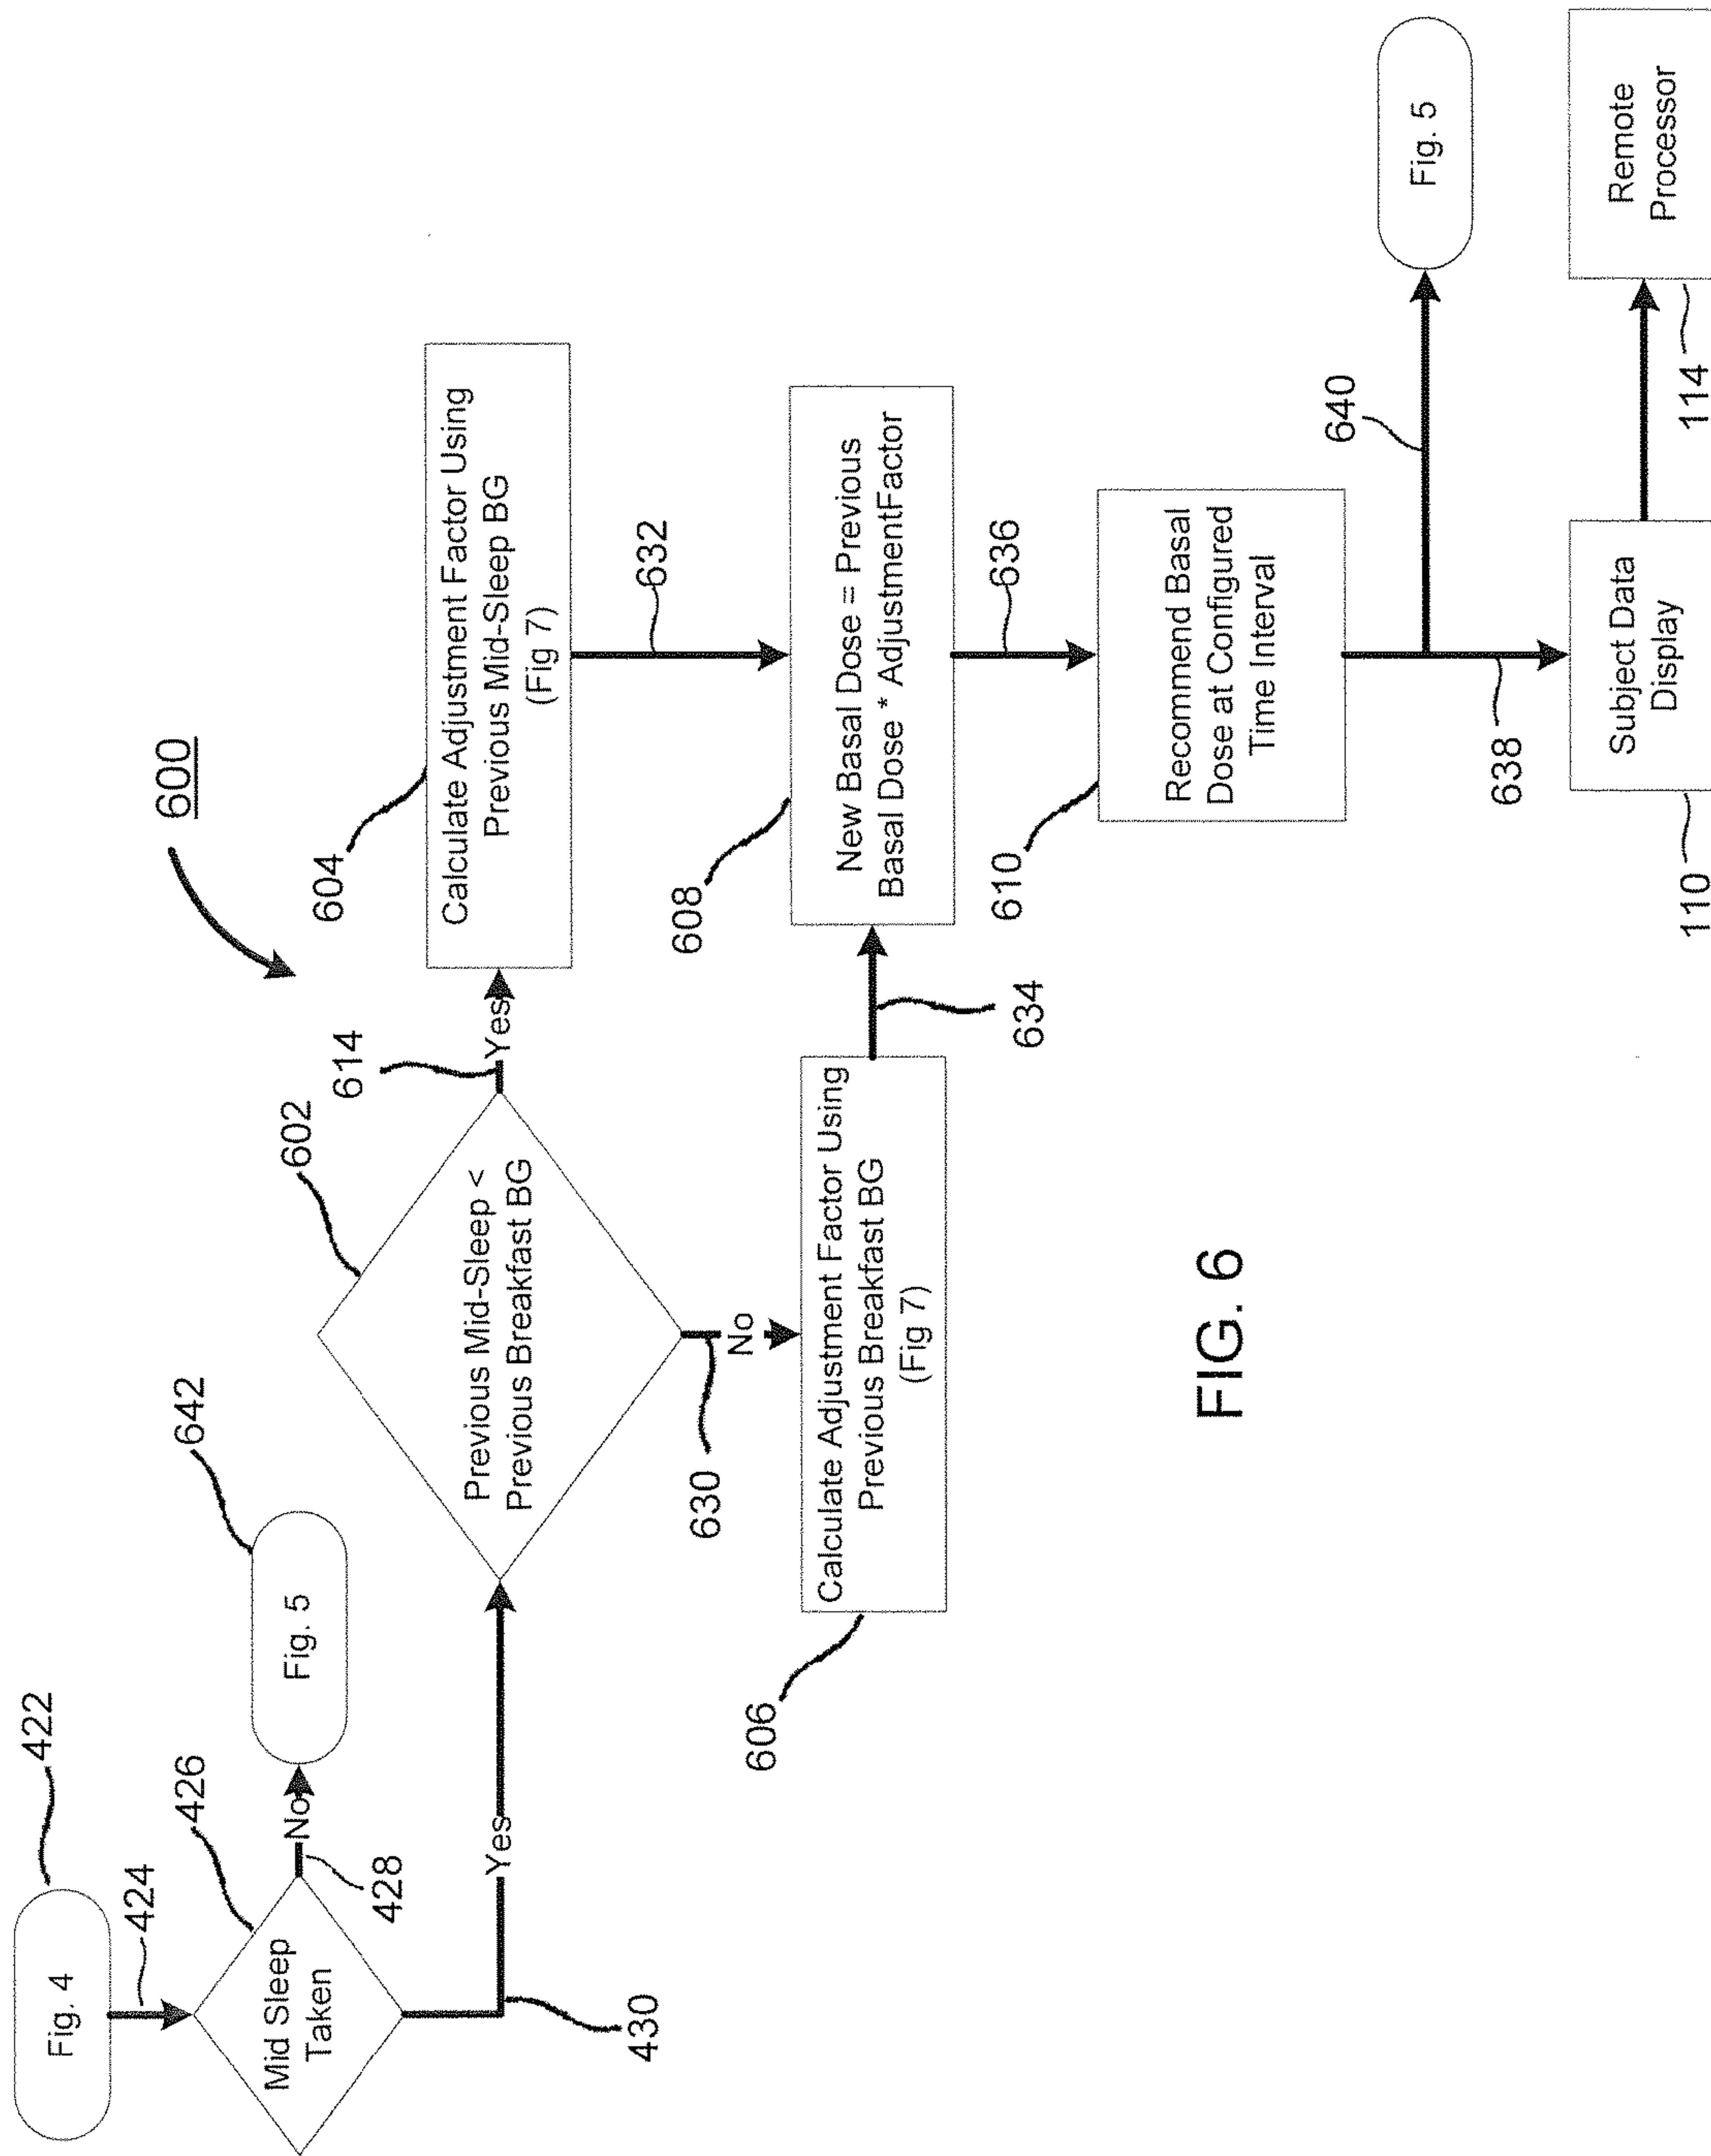 Fig. 4
422
424
Mid Sleep
Taken
426
No
428
Fig. 5
642
Yes
430
600
Previous Mid-Sleep <
Previous Breakfast BG
602
Yes
614
Calculate Adjustment Factor Using
Previous Mid-Sleep BG
(Fig 7)
604
No
630
Calculate Adjustment Factor Using
Previous Breakfast BG
(Fig 7)
606
632
634
New Basal Dose = Previous
Basal Dose * AdjustmentFactor
608
636
Recommend Basal
Dose at Configured
Time Interval
610
640
Fig. 5
638
Subject Data
Display
110
Remote
Processor
114
FIG. 6